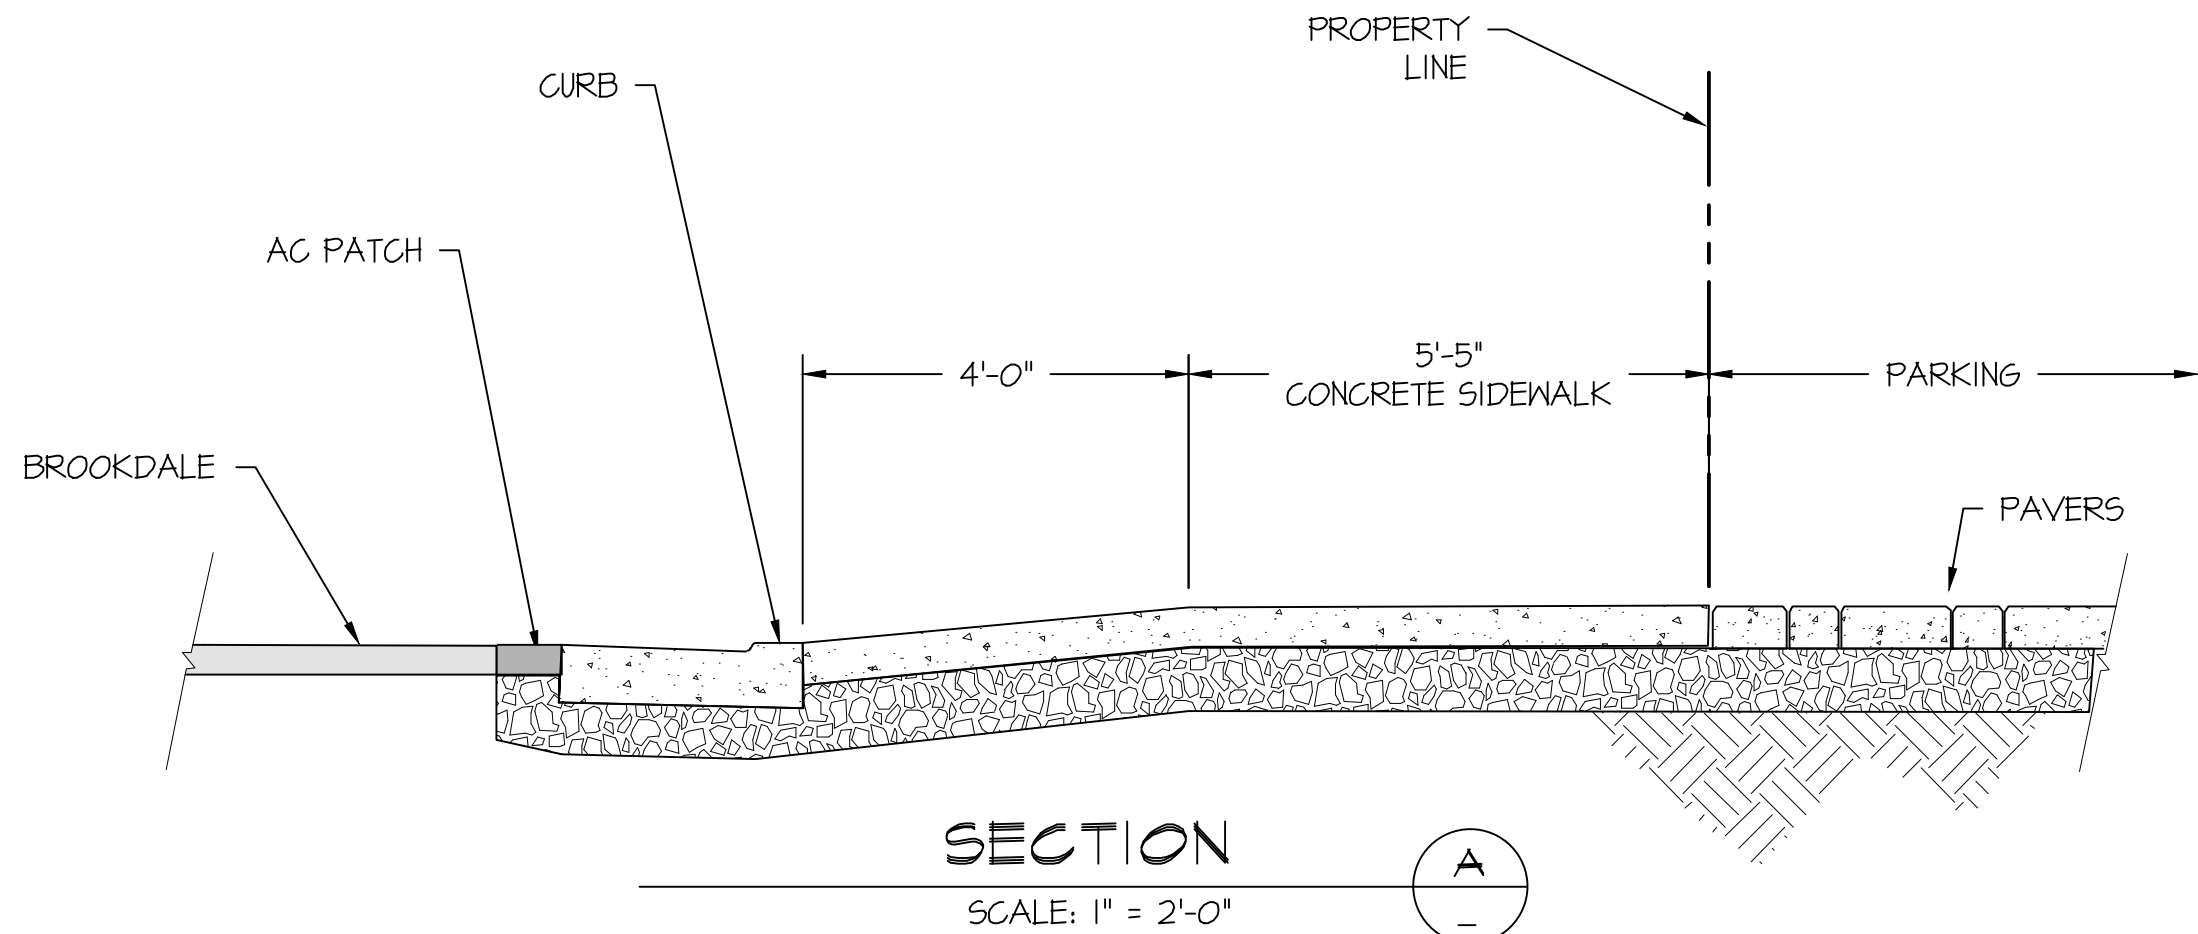 PROPERTY
LINE
CURB
AC PATCH
4'-0"
5'-5"
CONCRETE SIDEWALK
PARKING
BROOKDALE
PAVERS
SECTION
A
SCALE: 1" = 2'-0"
–